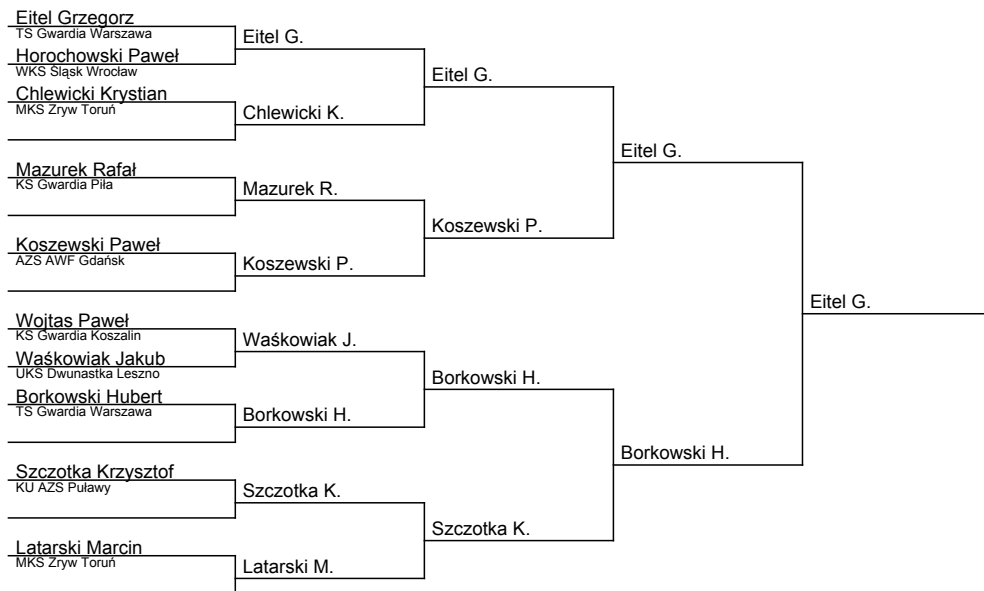 Eitel Grzegorz
TS Gwardia Warszawa
Horochowski Paweł
WKS Śląsk Wrocław
Chlewicki Krystian
MKS Zryw Toruń
Mazurek Rafał
KS Gwardia Piła
Koszewski Paweł
AZS AWF Gdańsk
Wojtas Paweł
KS Gwardia Koszalin
Waśkowiak Jakub
UKS Dwunastka Leszno
Borkowski Hubert
TS Gwardia Warszawa
Szczotka Krzysztof
KU AZS Puławy
Latarski Marcin
MKS Zryw Toruń
Eitel G.
Chlewicki K.
Mazurek R.
Koszewski P.
Waśkowiak J.
Borkowski H.
Szczotka K.
Latarski M.
Eitel G.
Koszewski P.
Borkowski H.
Szczotka K.
Eitel G.
Borkowski H.
Eitel G.